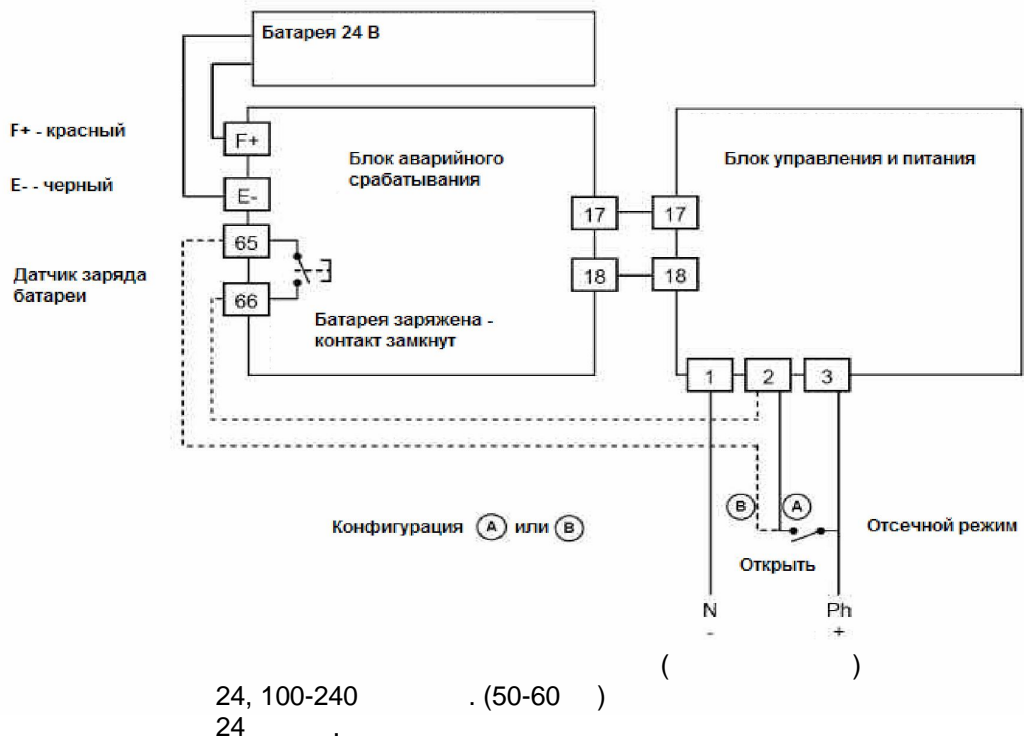 Батарея 24 В
F+ - красный
F+
Блок аварийного
срабатывания
Блок управления и питания
E- - черный
E-
17
17
65
Датчик заряда
батареи
18
18
66
Батарея заряжена -
контакт замкнут
1
2
3
B
A
Конфигурация A или B
Отсечной режим
Открыть
N
Ph
-
+
( )
24, 100-240 . (50-60 )
24 .